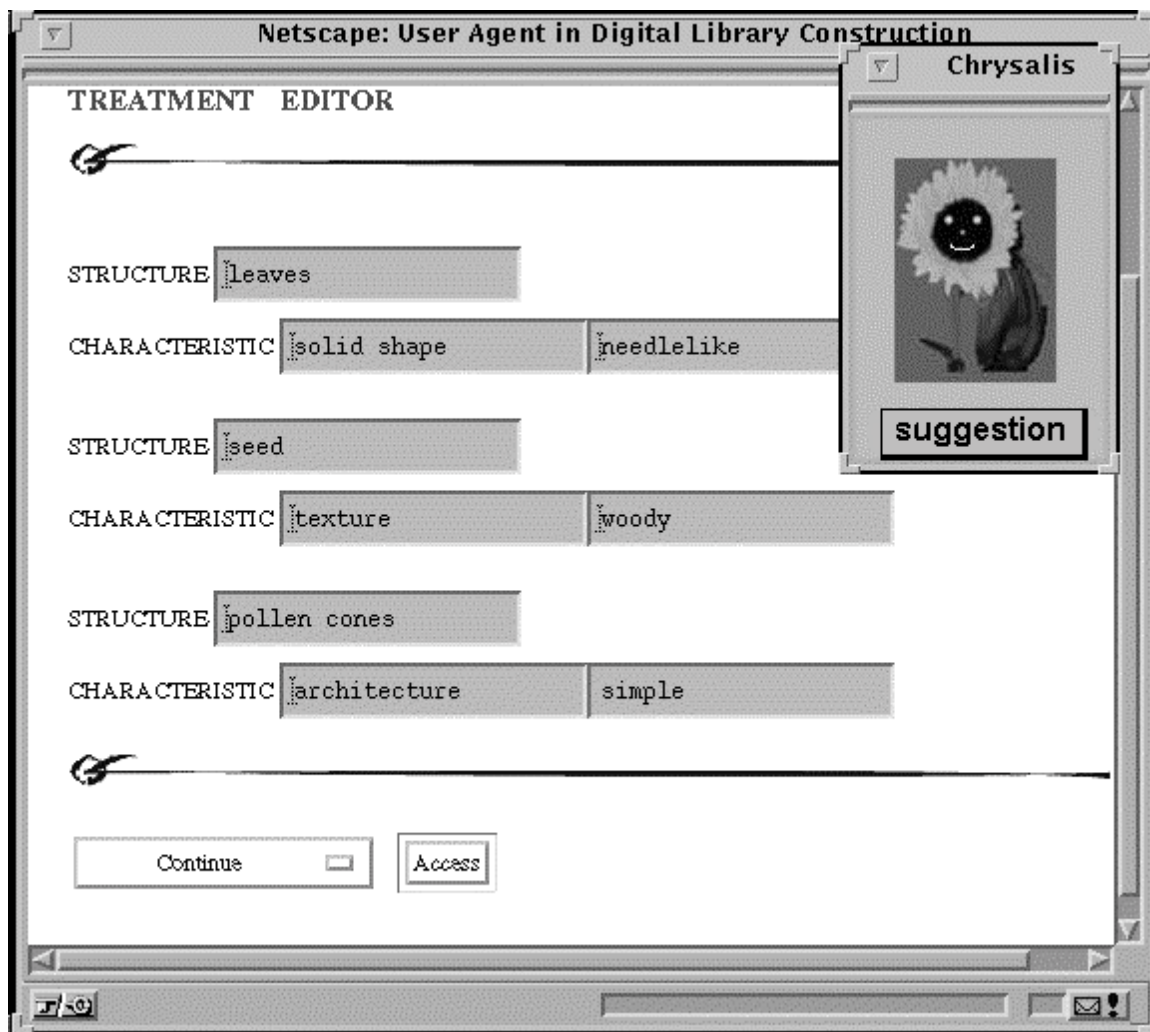 Netscape: User Agent in Digital Library Construction
Chrysalis
TREATMENT EDITOR
STRUCTURE leaves
CHARACTERISTIC solid shape needlelike
suggestion
STRUCTURE seed
CHARACTERISTIC texture woody
STRUCTURE pollen cones
CHARACTERISTIC architecture simple
Continue Access